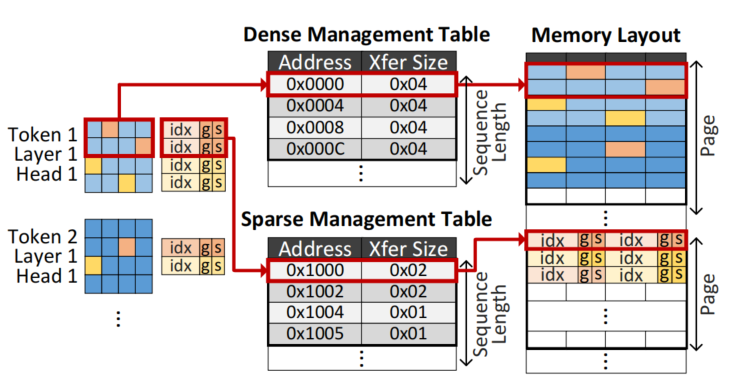 Dense Management Table
Address Xfer Size
0x0000 0x04
0x0004 0x04
0x0008 0x04
0x000C 0x04
⋮
Sequence
Length
Memory Layout
Page
⋮
Token 1
Layer 1
Head 1
idx g s
idx g s
idx g s
idx g s
Token 2
Layer 1
Head 1
idx g s
idx g s
⋮
Sparse Management Table
Address Xfer Size
0x1000 0x02
0x1002 0x02
0x1004 0x01
0x1005 0x01
⋮
Sequence
Length
idx g s idx g s
idx g s idx g s
idx g s idx g s
⋮
Page
⋮